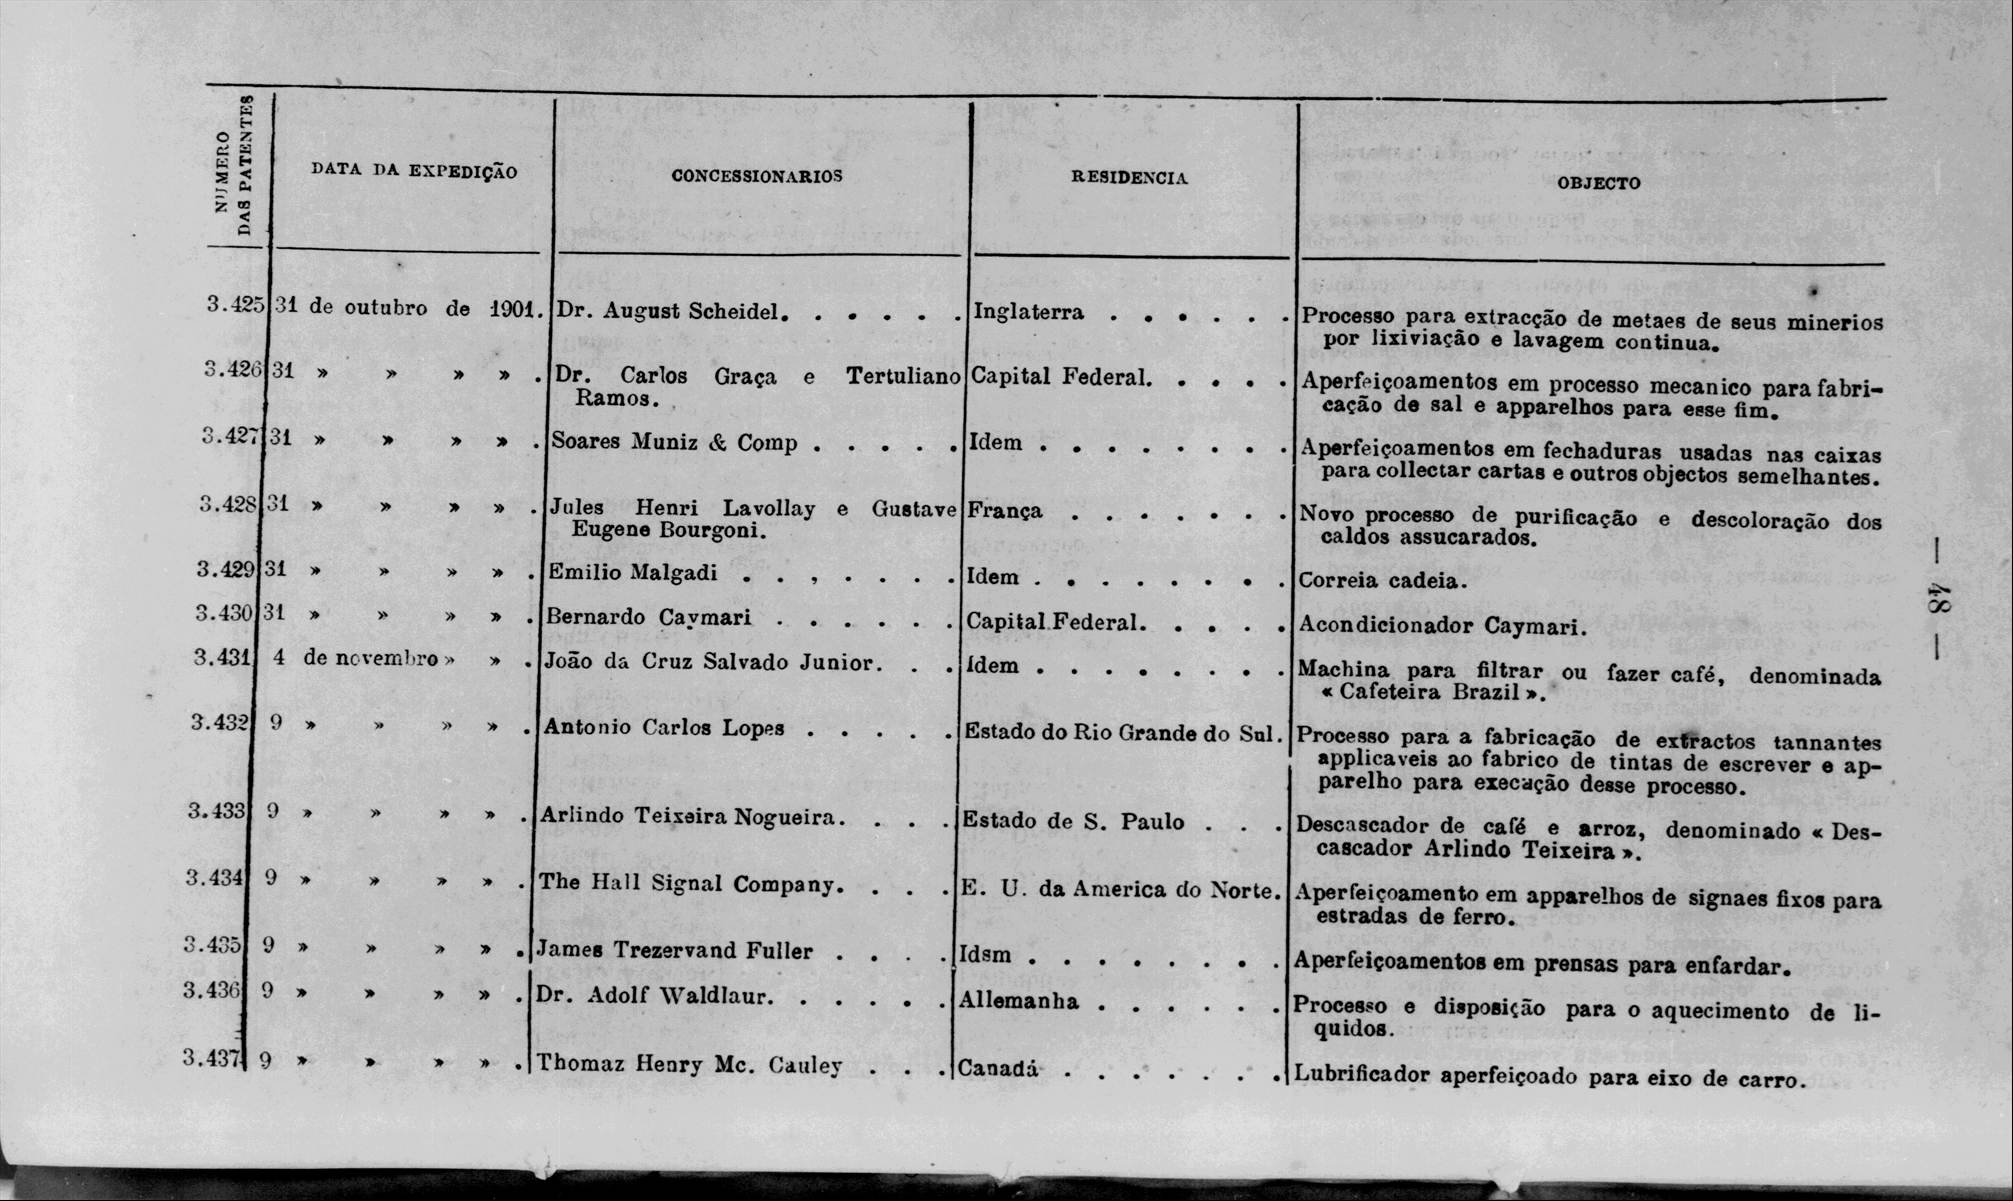 NUMERO
DAS PATENTES
DATA DA EXPEDIÇÃO
CONCESSIONARIOS
RESIDENCIA
OBJECTO
3.425 31 de outubro de 1901. Dr. August Scheidel. . . . . . Inglaterra . . . . . . Processo para extracção de metaes de seus minerios
por lixiviação e lavagem continua.
3.426 31 » » » » . Dr. Carlos Graça e Tertuliano Capital Federal. . . . . Aperfeiçoamentos em processo mecanico para fabri-
Ramos. cação de sal e apparelhos para esse fim.
3.427 31 » » » » . Soares Muniz & Comp . . . . . Idem . . . . . . . . Aperfeiçoamentos em fechaduras usadas nas caixas
para collectar cartas e outros objectos semelhantes.
3.428 31 » » » » . Jules Henri Lavollay e Gustave França . . . . . . . Novo processo de purificação e descoloração dos
Eugene Bourgoni. caldos assucarados.
3.429 31 » » » » . Emilio Malgadi . . , . . . . Idem . . . . . . . . Correia cadeia.
3.430 31 » » » » . Bernardo Caymari . . . . . . Capital Federal. . . . . Acondicionador Caymari.
3.431 4 de novembro » » . João da Cruz Salvado Junior. . . Idem . . . . . . . . Machina para filtrar ou fazer café, denominada
« Cafeteira Brazil ».
3.432 9 » » » » . Antonio Carlos Lopes . . . . . Estado do Rio Grande do Sul. Processo para a fabricação de extractos tannantes
applicaveis ao fabrico de tintas de escrever e ap-
parelho para execução desse processo.
3.433 9 » » » » . Arlindo Teixeira Nogueira. . . . Estado de S. Paulo . . . Descascador de café e arroz, denominado « Des-
cascador Arlindo Teixeira ».
3.434 9 » » » » . The Hall Signal Company. . . . E. U. da America do Norte. Aperfeiçoamento em apparelhos de signaes fixos para
estradas de ferro.
3.435 9 » » » » . James Trezervand Fuller . . . . Idsm . . . . . . . . Aperfeiçoamentos em prensas para enfardar.
3.436 9 » » » » . Dr. Adolf Waldlaur. . . . . . Allemanha . . . . . . Processo e disposição para o aquecimento de li-
quidos.
3.437 9 » » » » . Thomaz Henry Mc. Cauley . . . Canadá . . . . . . . Lubrificador aperfeiçoado para eixo de carro.
— 48 —